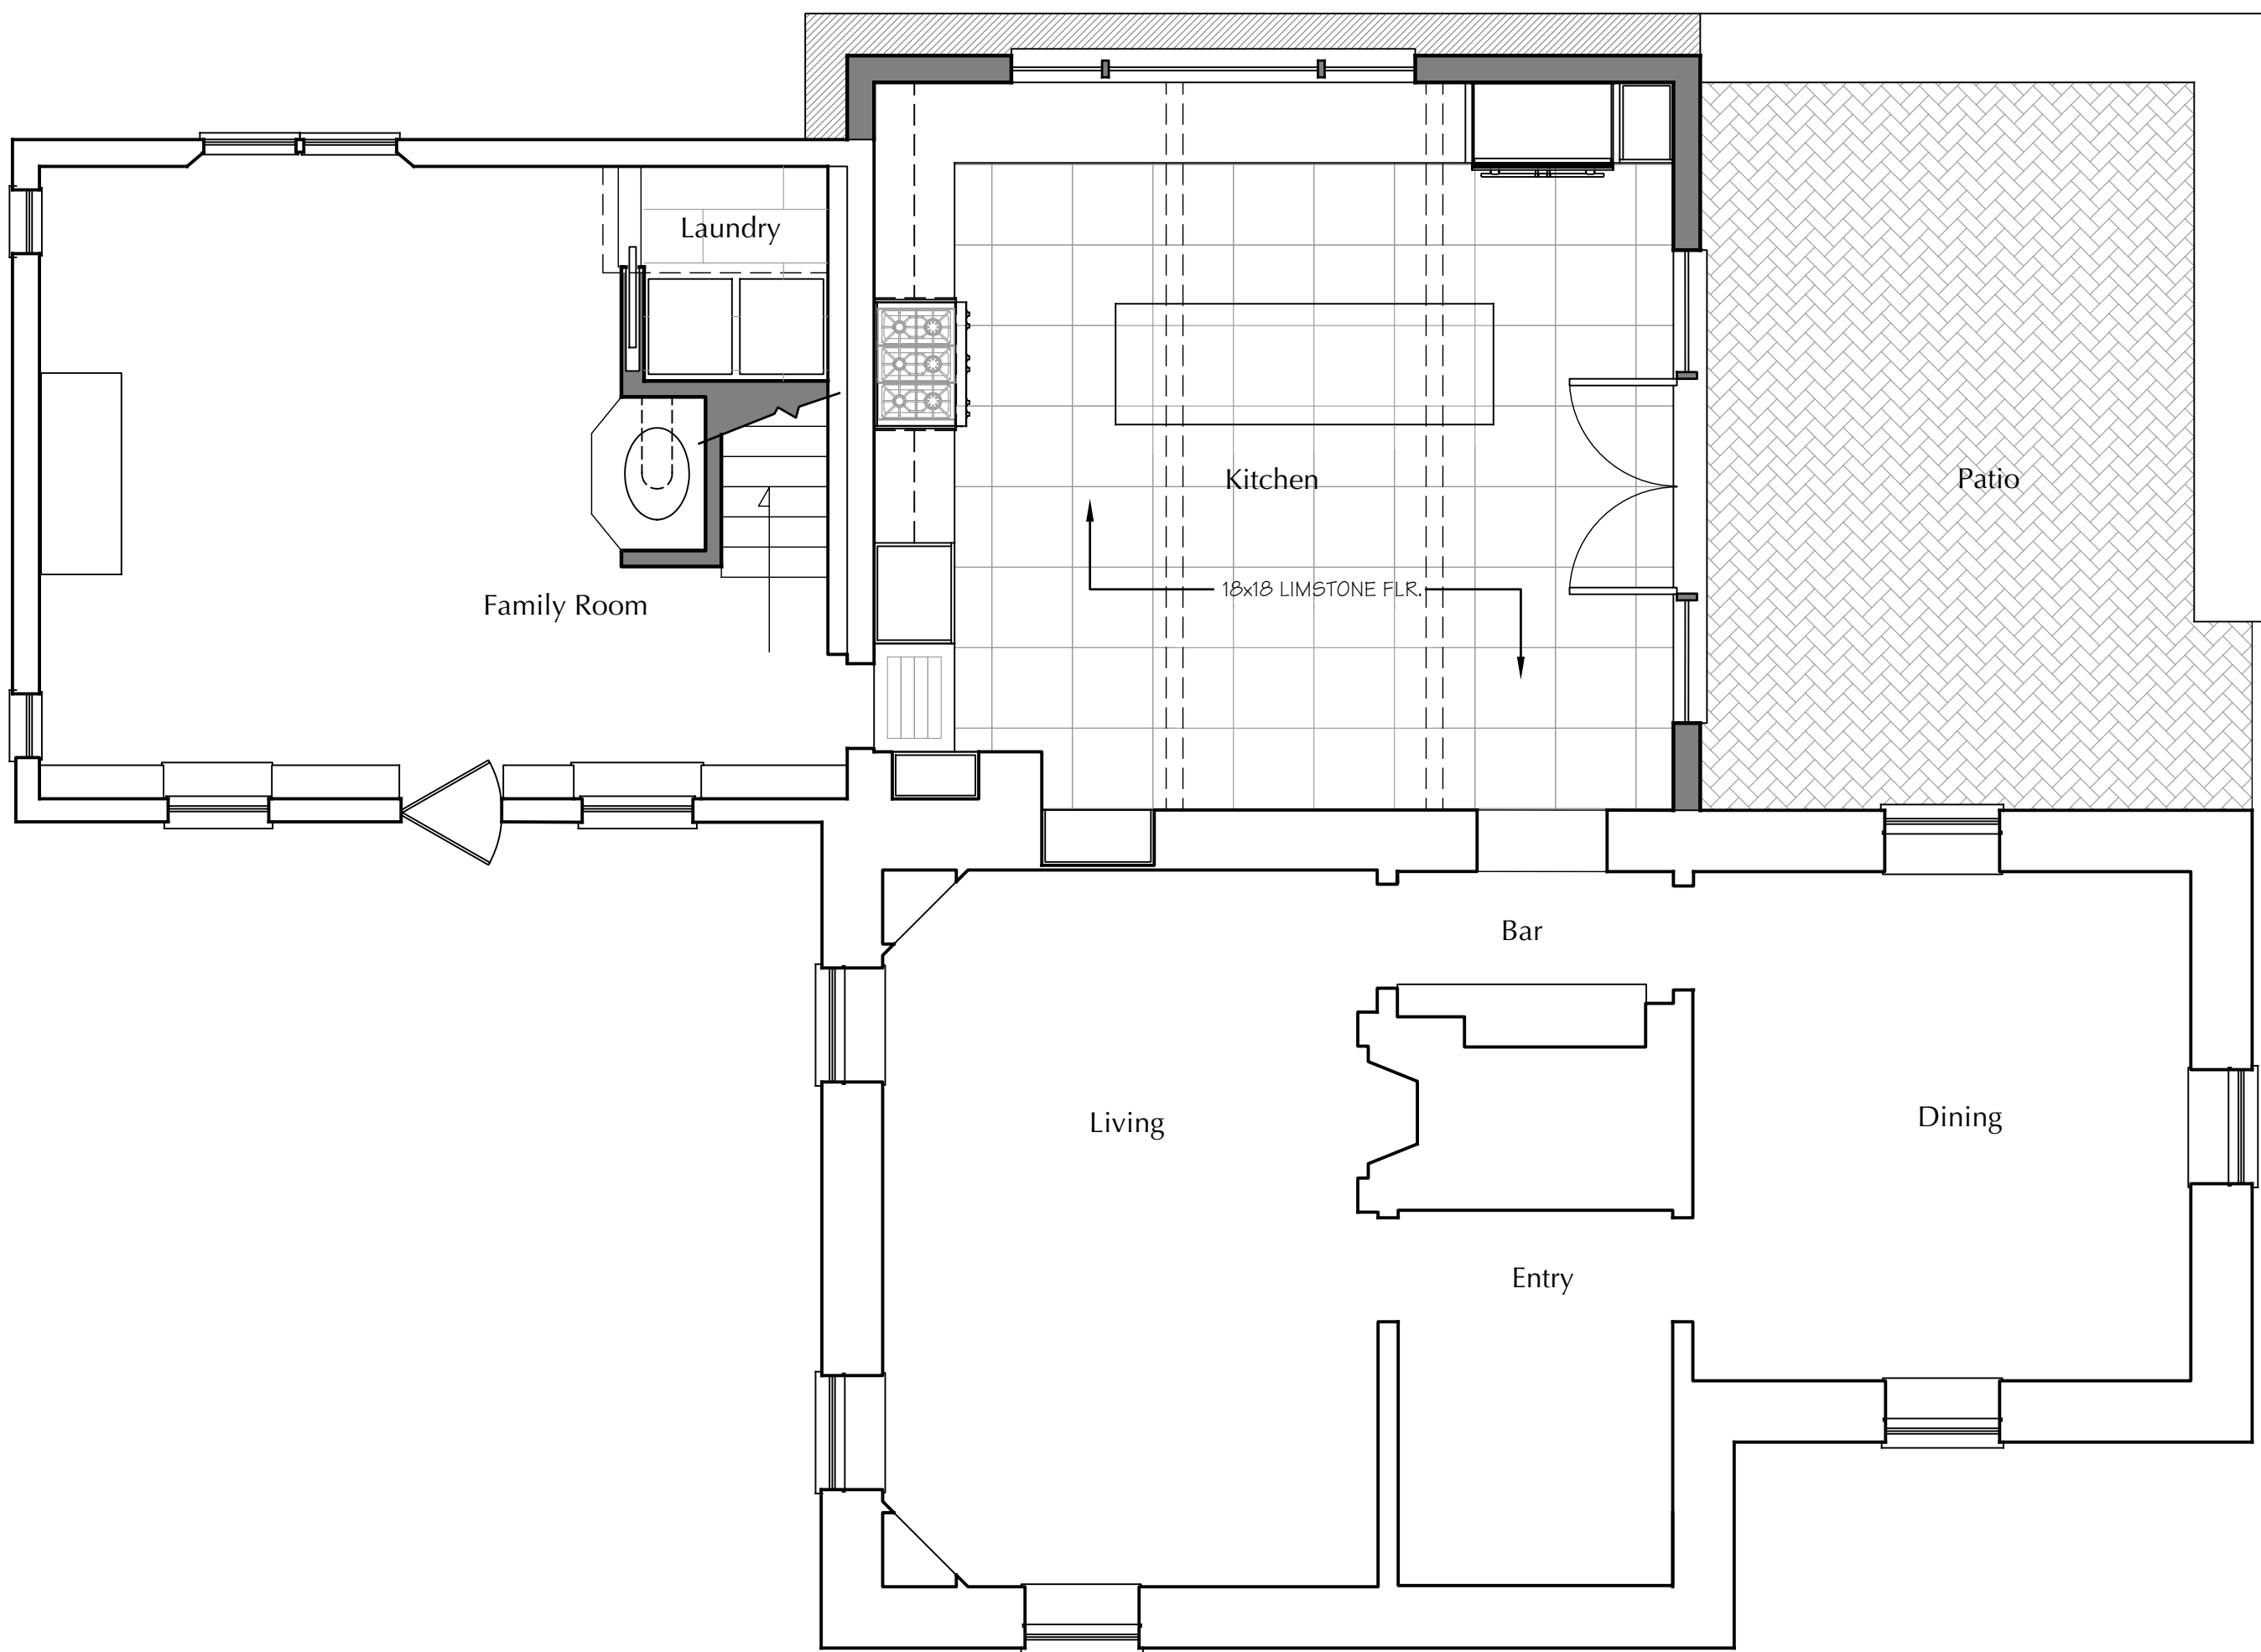 Laundry
Kitchen
Patio
18x18 LIMSTONE FLR.
Family Room
Bar
Living
Dining
Entry